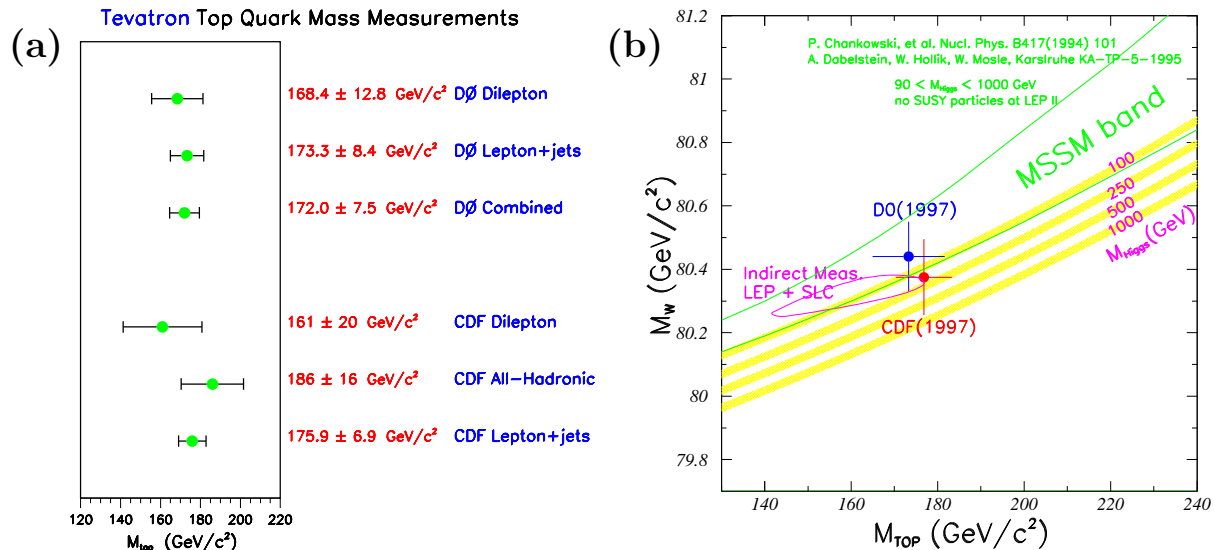 Tevatron Top Quark Mass Measurements
(a)
168.4 ± 12.8 GeV/c² DØ Dilepton
173.3 ± 8.4 GeV/c² DØ Lepton+jets
172.0 ± 7.5 GeV/c² DØ Combined
161 ± 20 GeV/c² CDF Dilepton
186 ± 16 GeV/c² CDF All-Hadronic
175.9 ± 6.9 GeV/c² CDF Lepton+jets
120 140 160 180 200 220
M_top (GeV/c²)
(b)
P. Chankowski, et al. Nucl. Phys. B417(1994) 101
A. Dabelstein, W. Hollik, W. Mosle, Karslruhe KA-TP-5-1995
90 < M_Higgs < 1000 GeV
no SUSY particles at LEP II
MSSM band
100
250
500
1000
M_Higgs(GeV)
D0(1997)
Indirect Meas.
LEP + SLC
CDF(1997)
M_W (GeV/c²)
81.2
81
80.8
80.6
80.4
80.2
80
79.8
140 160 180 200 220 240
M_TOP (GeV/c²)